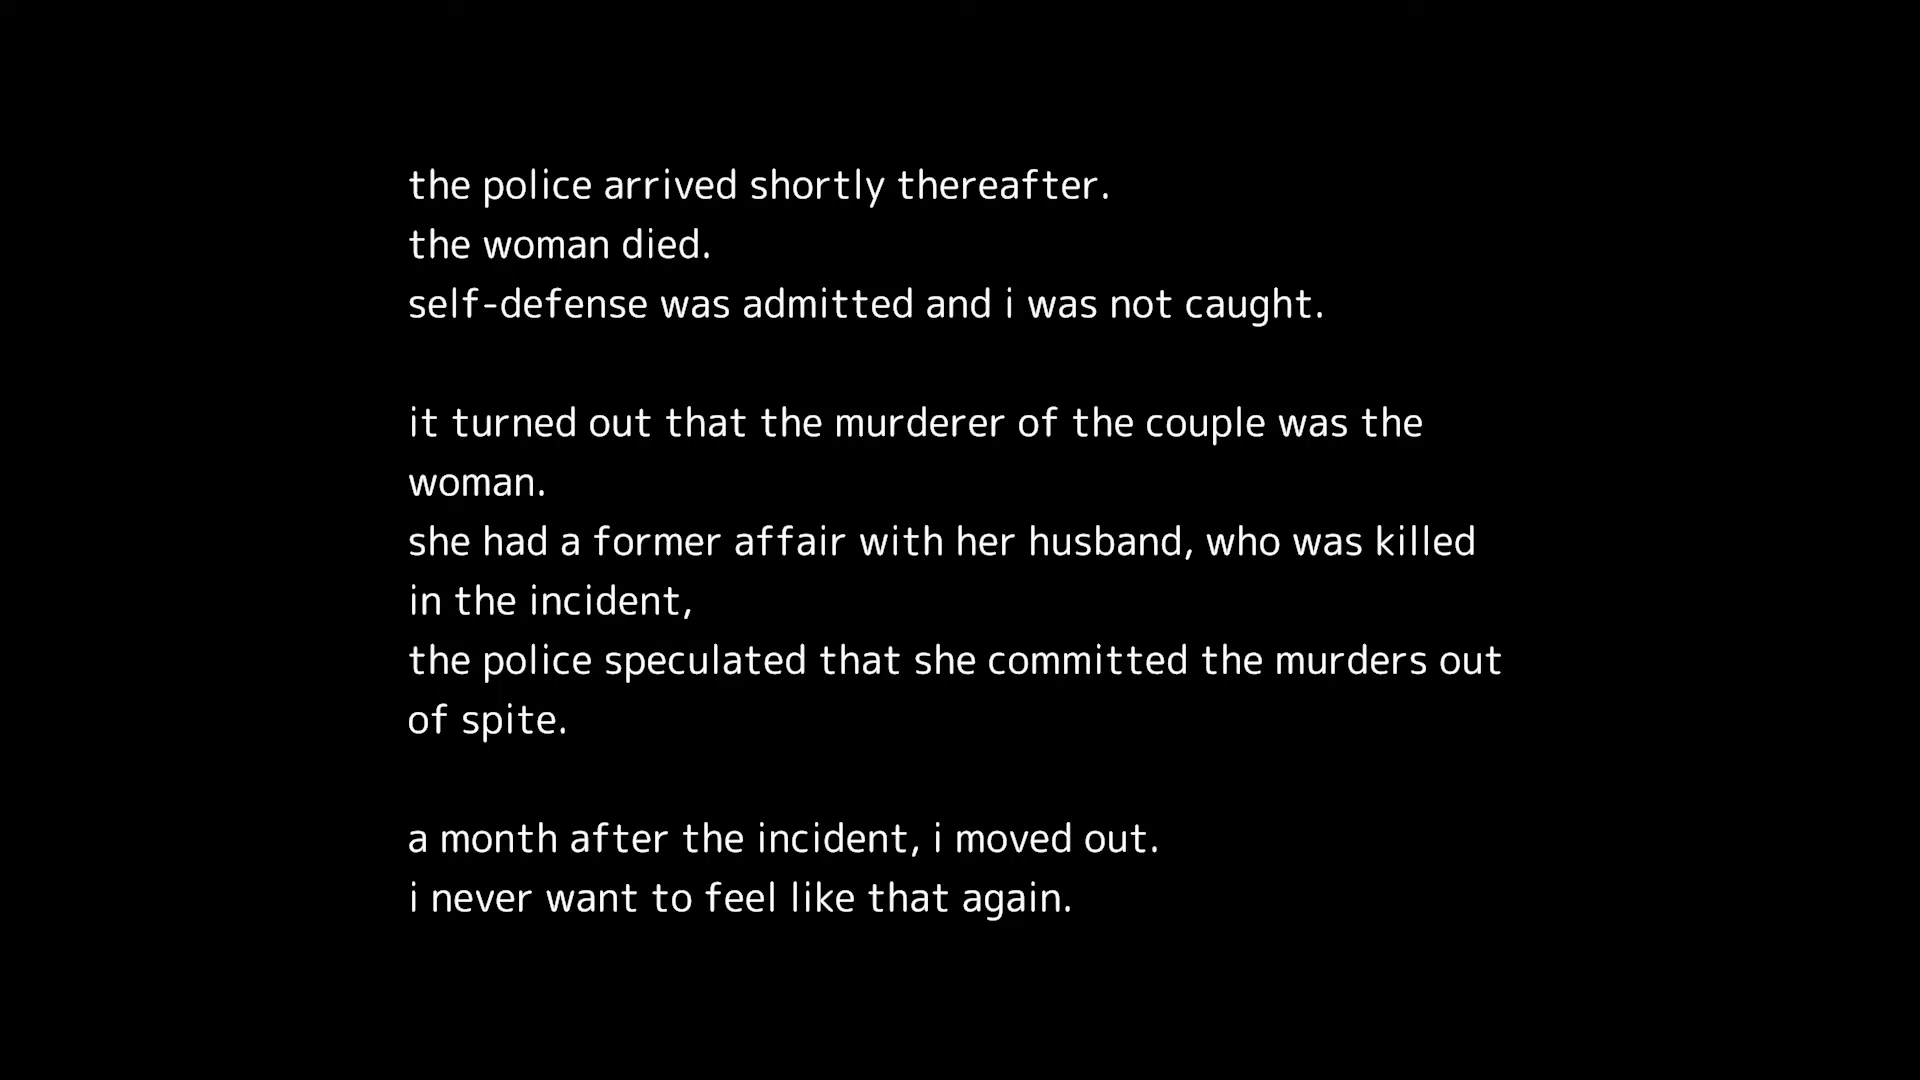 the police arrived shortly thereafter.
the woman died.
self-defense was admitted and i was not caught.
it turned out that the murderer of the couple was the
woman.
she had a former affair with her husband, who was killed
in the incident,
the police speculated that she committed the murders out
of spite.
a month after the incident, i moved out.
i never want to feel like that again.